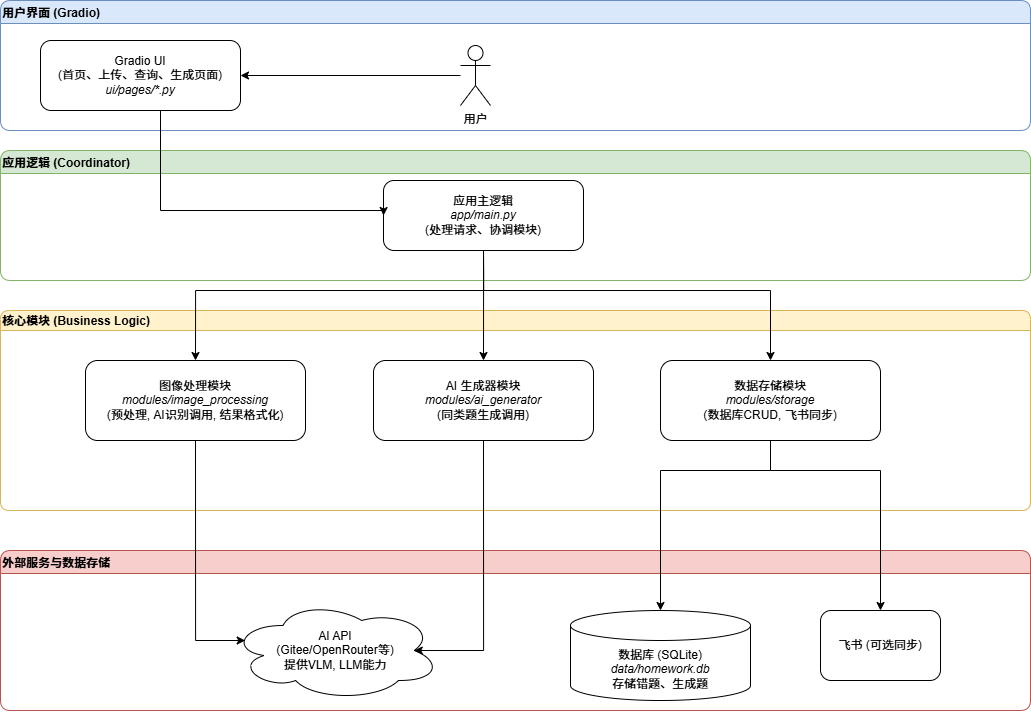 用户界面 (Gradio)
Gradio UI
(首页、上传、查询、生成页面)
ui/pages/*.py
用户
应用逻辑 (Coordinator)
应用主逻辑
app/main.py
(处理请求、协调模块)
核心模块 (Business Logic)
图像处理模块
modules/image_processing
(预处理, AI识别调用, 结果格式化)
AI 生成器模块
modules/ai_generator
(同类题生成调用)
数据存储模块
modules/storage
(数据库CRUD, 飞书同步)
外部服务与数据存储
AI API
(Gitee/OpenRouter等)
提供VLM, LLM能力
数据库 (SQLite)
data/homework.db
存储错题、生成题
飞书 (可选同步)